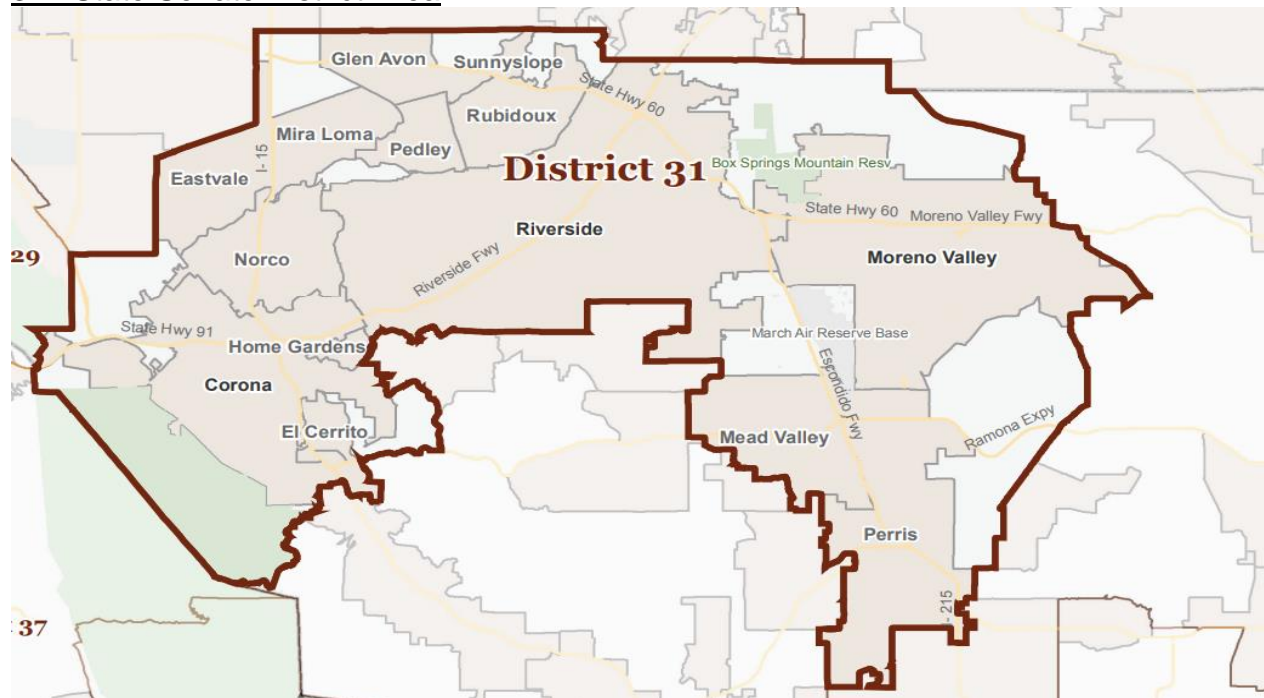 Glen Avon
Sunnyslope
State Hwy 60
Rubidoux
Mira Loma
Pedley
I- 15
District 31
Box Springs Mountain Resv
Eastvale
State Hwy 60
Moreno Valley Fwy
Riverside
Norco
Moreno Valley
29
Riverside Fwy
State Hwy 91
March Air Reserve Base
Home Gardens
Corona
Escondido Fwy
El Cerrito
Mead Valley
Ramona Expy
Perris
I- 215
37